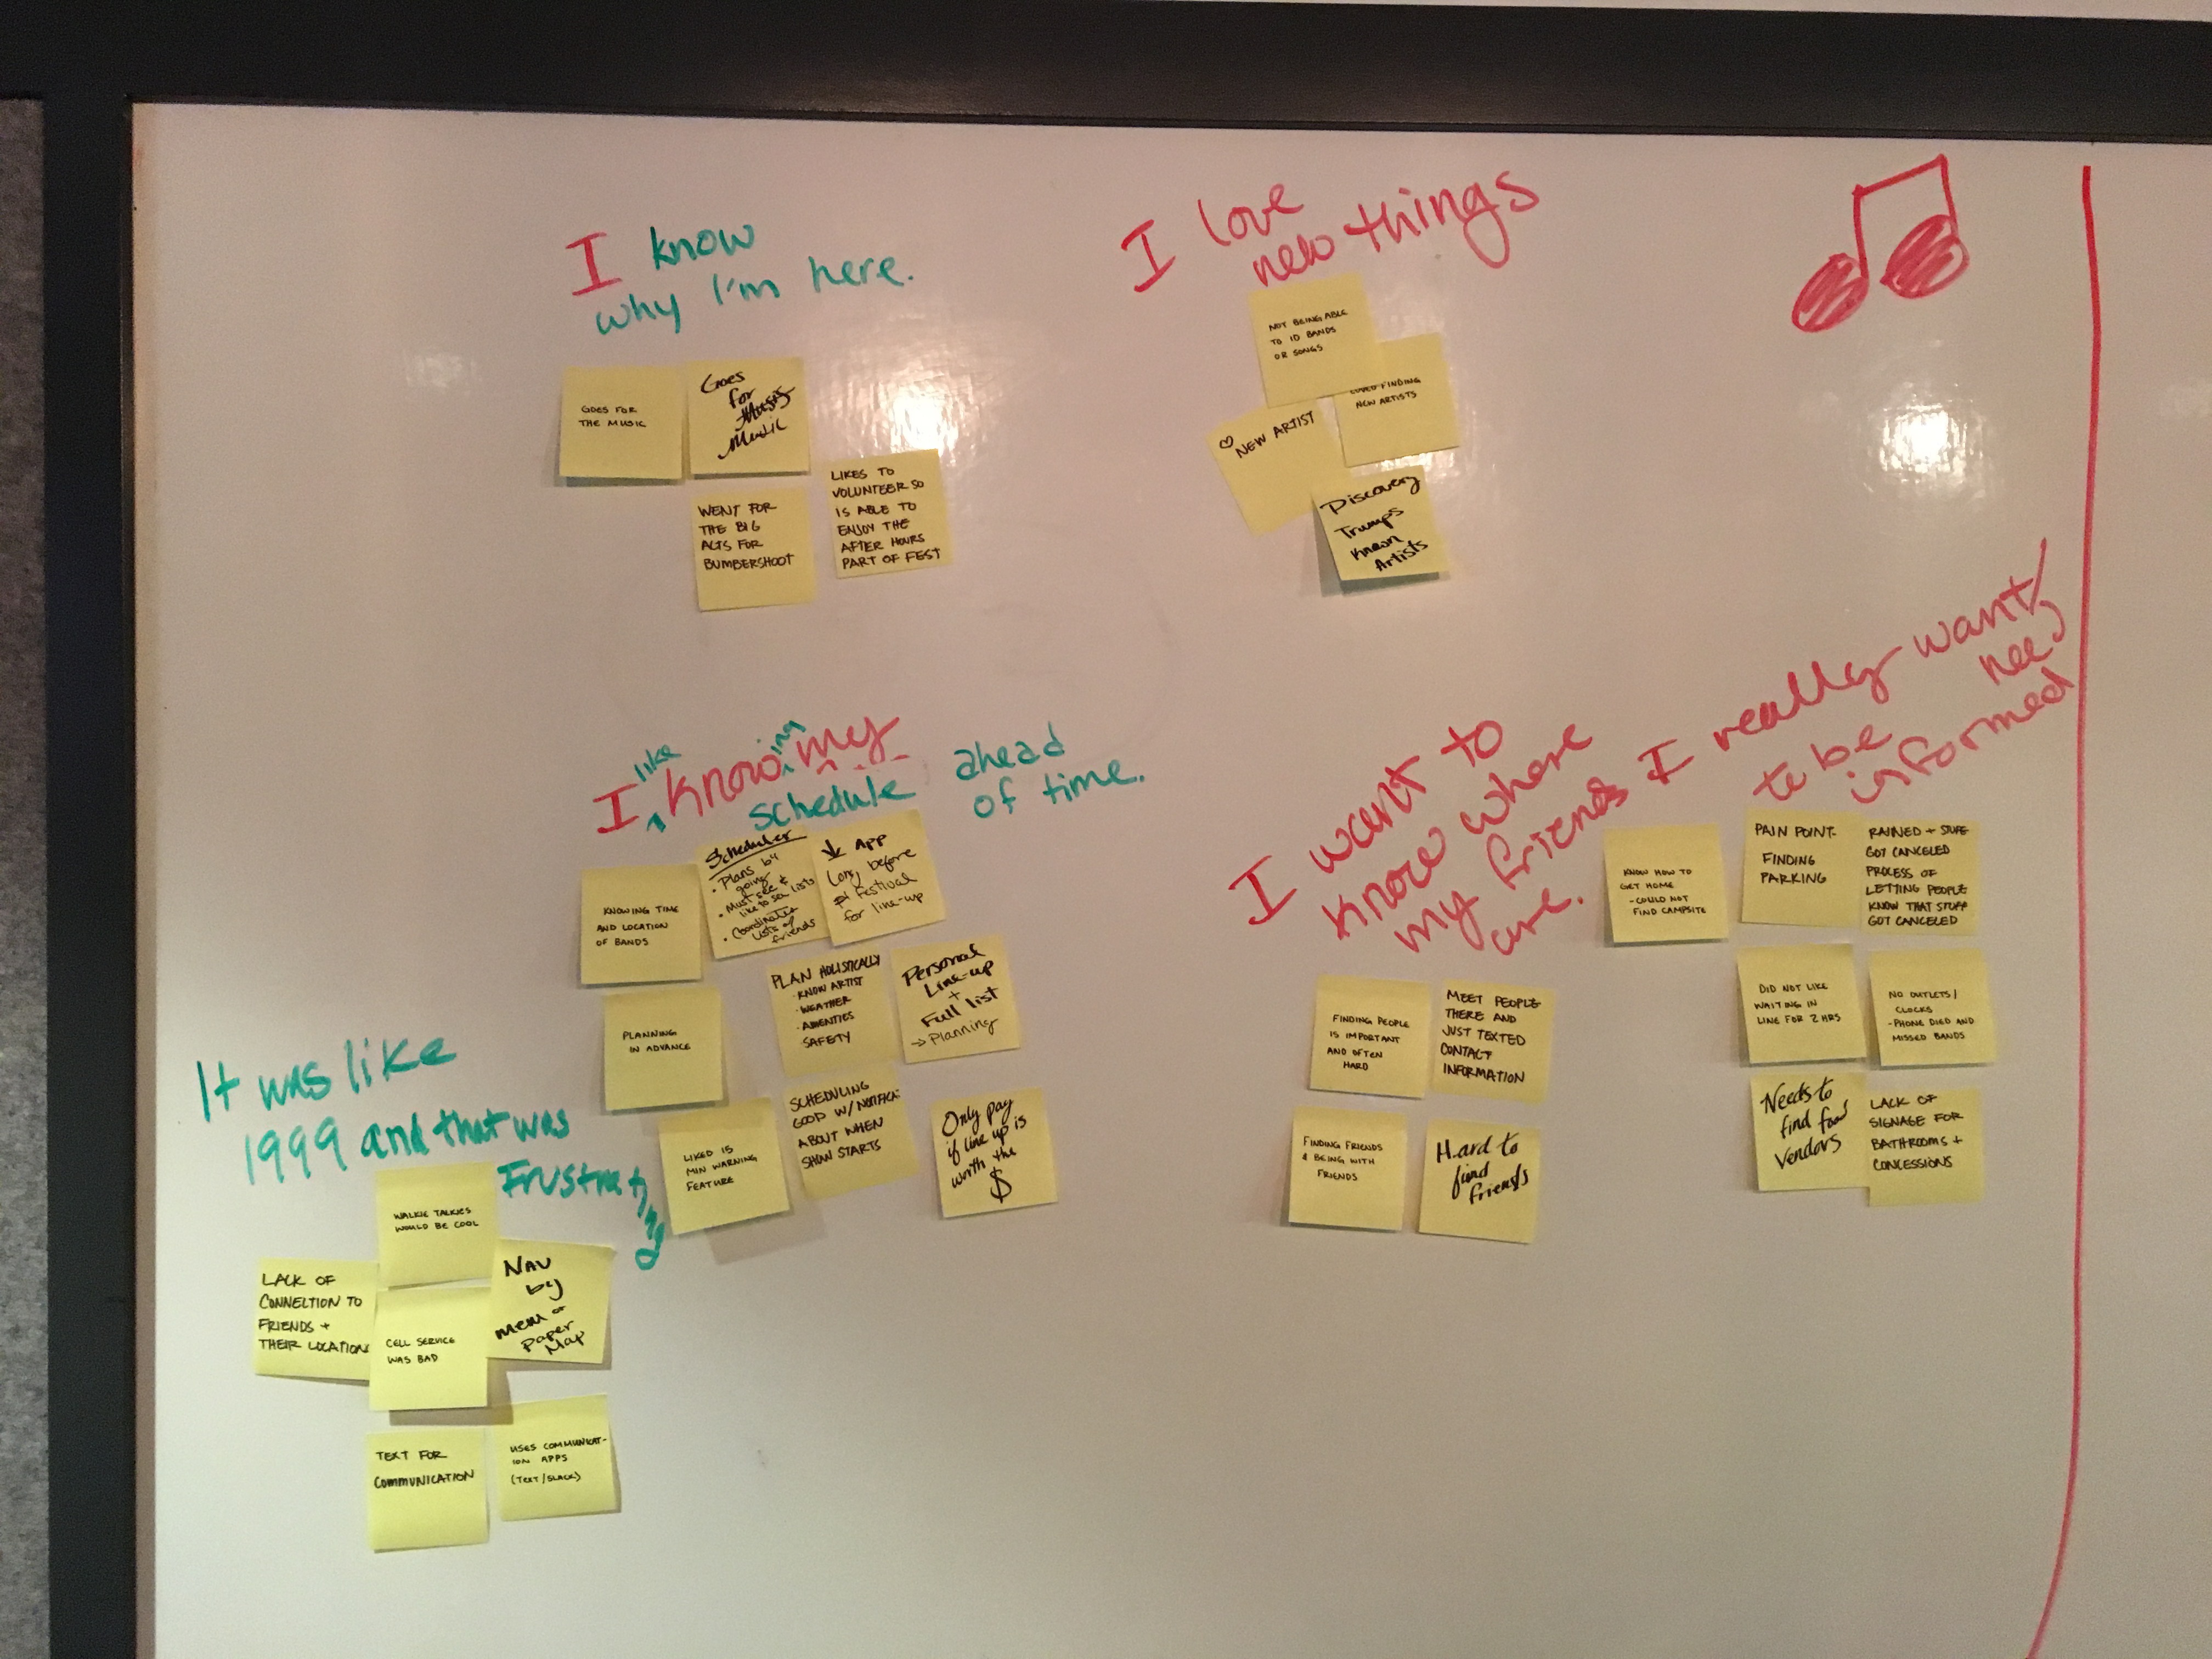 I know
why I'm here.
GOES FOR
THE MUSIC
Goes
for
Music
WENT FOR
THE BIG
ACTS FOR
BUMBERSHOOT
LIKES TO
VOLUNTEER SO
IS ABLE TO
ENJOY THE
AFTER HOURS
PART OF FEST
I love
new things
NOT BEING ABLE
TO ID BANDS
OR SONGS
LOVED FINDING
NEW ARTISTS
♡ NEW ARTIST
Discovery
Trumps
Known
Artists
I like knowing my
schedule ahead
of time.
KNOWING TIME
AND LOCATION
OF BANDS
Scheduler
• Plans by
going
• Must see &
like to see lists
• Coordinates
lists of
friends
↓ App
long before
festival
for line-up
PLANNING
IN ADVANCE
PLAN HOLISTICALLY
· KNOW ARTIST
· WEATHER
· AMENITIES
· SAFETY
Personal
Line-up
+
Full list
→ Planning
LIKED 15
MIN WARNING
FEATURE
SCHEDULING
GOOD W/ NOTIFICA-
ABOUT WHEN
SHOW STARTS
Only pay
if line up is
worth the
$
It was like
1999 and that was
Frustrating
WALKIE TALKIES
WOULD BE COOL
LACK OF
CONNECTION TO
FRIENDS +
THEIR LOCATION
CELL SERVICE
WAS BAD
NAV
by
mem or
Paper
Map
TEXT FOR
COMMUNICATION
USES COMMUNICAT-
ION APPS
(TEXT/SLACK)
I want to
know where
my friends
are.
FINDING PEOPLE
IS IMPORTANT
AND OFTEN
HARD
MEET PEOPLE
THERE AND
JUST TEXTED
CONTACT
INFORMATION
FINDING FRIENDS
& BEING WITH
FRIENDS
Hard to
find
friends
I really want/
need
to be
informed
KNOW HOW TO
GET HOME
- COULD NOT
FIND CAMPSITE
PAIN POINT-
FINDING
PARKING
RAINED + STUFF
GOT CANCELED
PROCESS OF
LETTING PEOPLE
KNOW THAT STUFF
GOT CANCELED
DID NOT LIKE
WAITING IN
LINE FOR 2 HRS
NO OUTLETS/
CLOCKS
- PHONE DIED AND
MISSED BANDS
Needs to
find food
vendors
LACK OF
SIGNAGE FOR
BATHROOMS +
CONCESSIONS